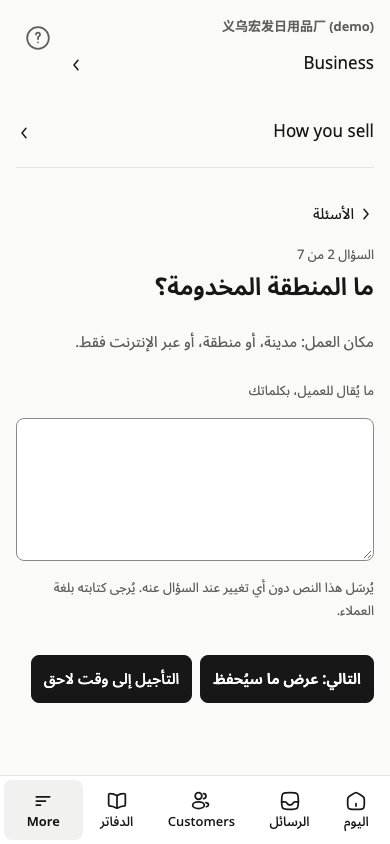 义乌宏发日用品厂 (demo)
Business
How you sell
الأسئلة
السؤال 2 من 7
ما المنطقة المخدومة؟
مكان العمل: مدينة، أو منطقة، أو عبر الإنترنت فقط.
ما يُقال للعميل، بكلماتك
يُرسَل هذا النص دون أي تغيير عند السؤال عنه. يُرجى كتابته بلغة
العملاء.
التالي: عرض ما سيُحفظ
التأجيل إلى وقت لاحق
اليوم
الرسائل
Customers
الدفاتر
More